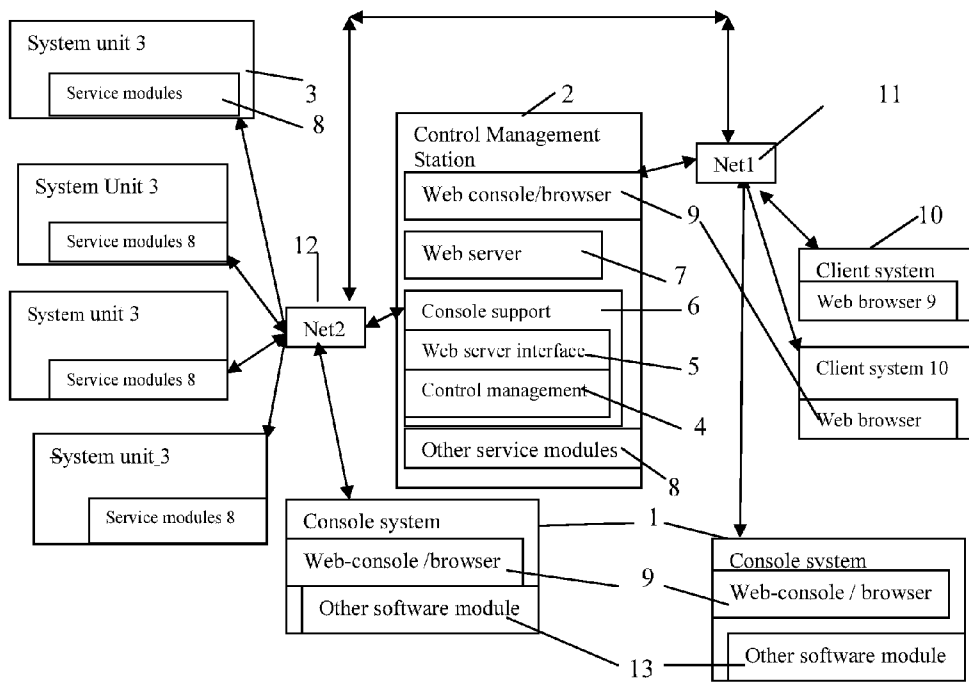 System unit 3
Service modules
3
8
System Unit 3
Service modules 8
System unit 3
Service modules 8
System unit 3
Service modules 8
12
Net2
2
Control Management
Station
Web console/browser
Web server
7
Console support
6
Web server interface
5
Control management
4
Other service modules
8
11
Net1
9
10
Client system
Web browser 9
Client system 10
Web browser
Console system
Web-console /browser
Other software module
1
9
13
Console system
Web-console / browser
Other software module